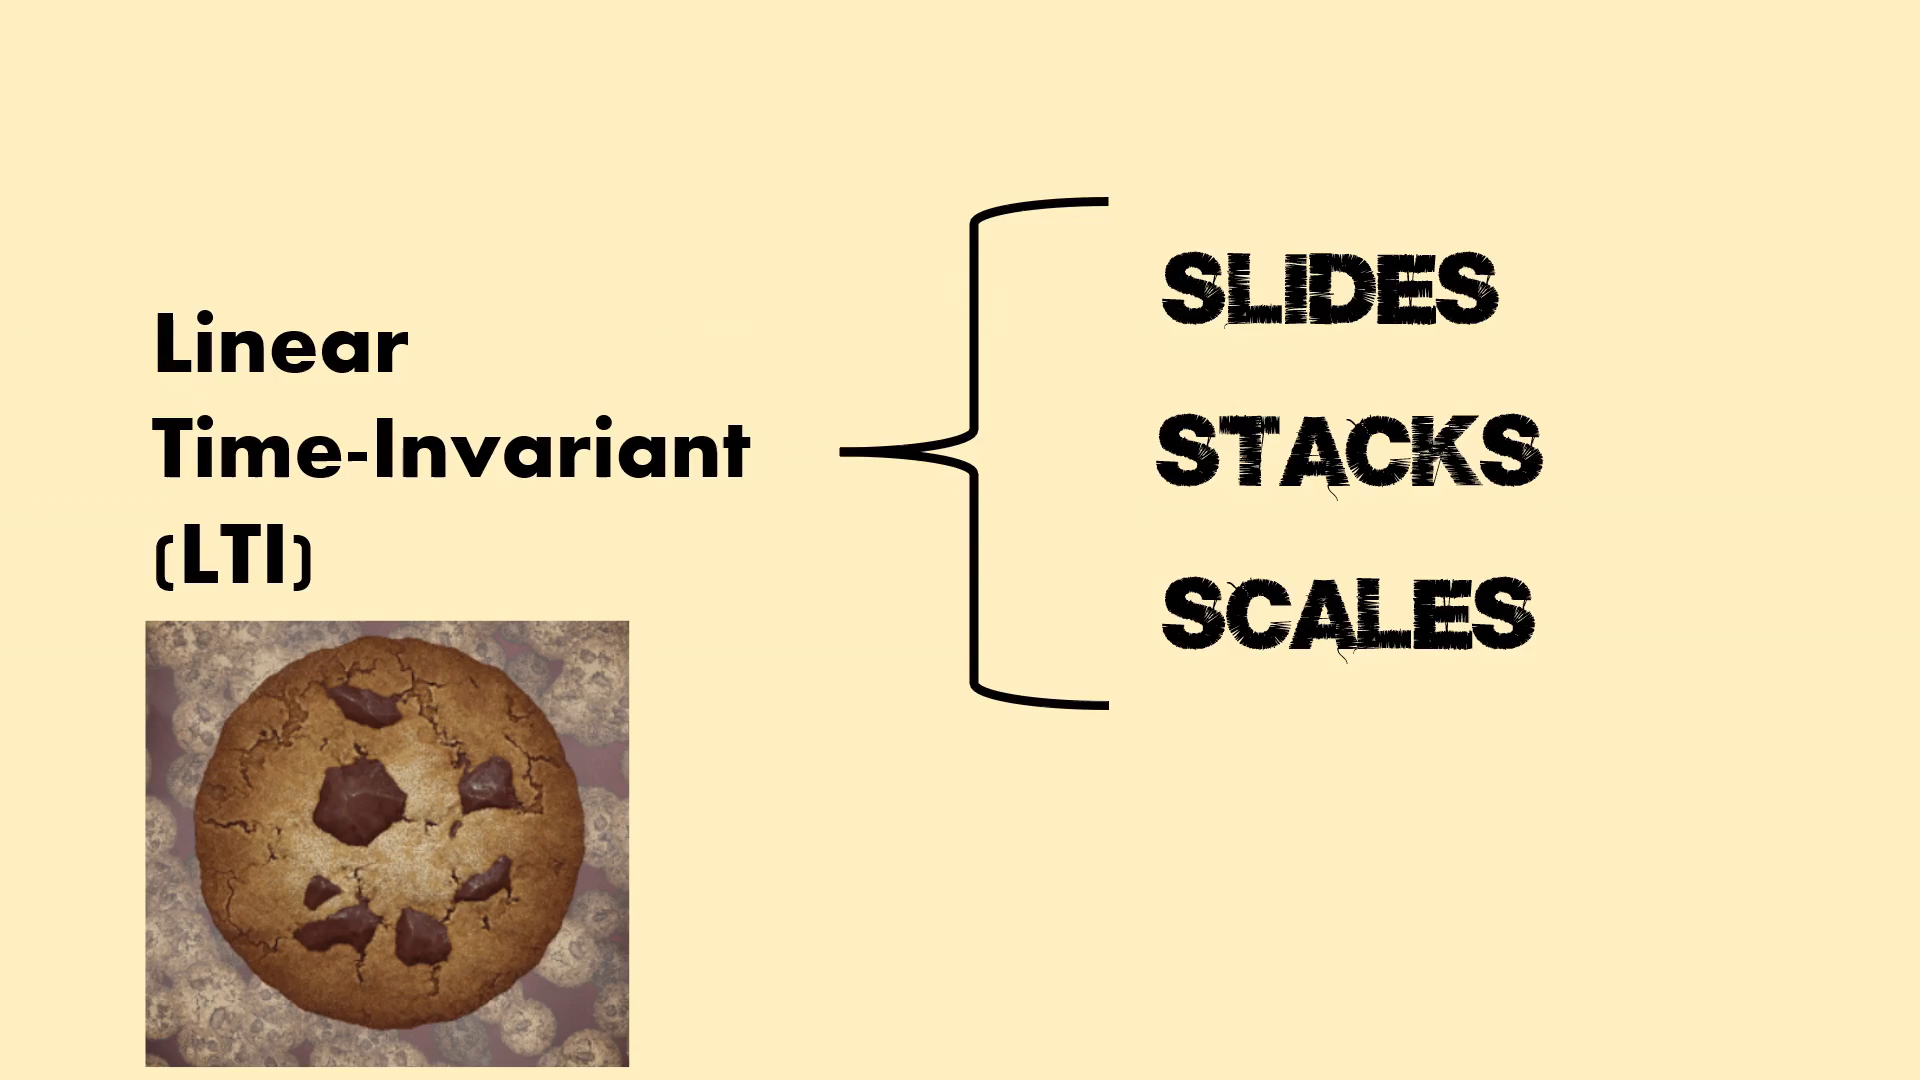 Linear
Time-Invariant
(LTI)
SLIDES
STACKS
SCALES